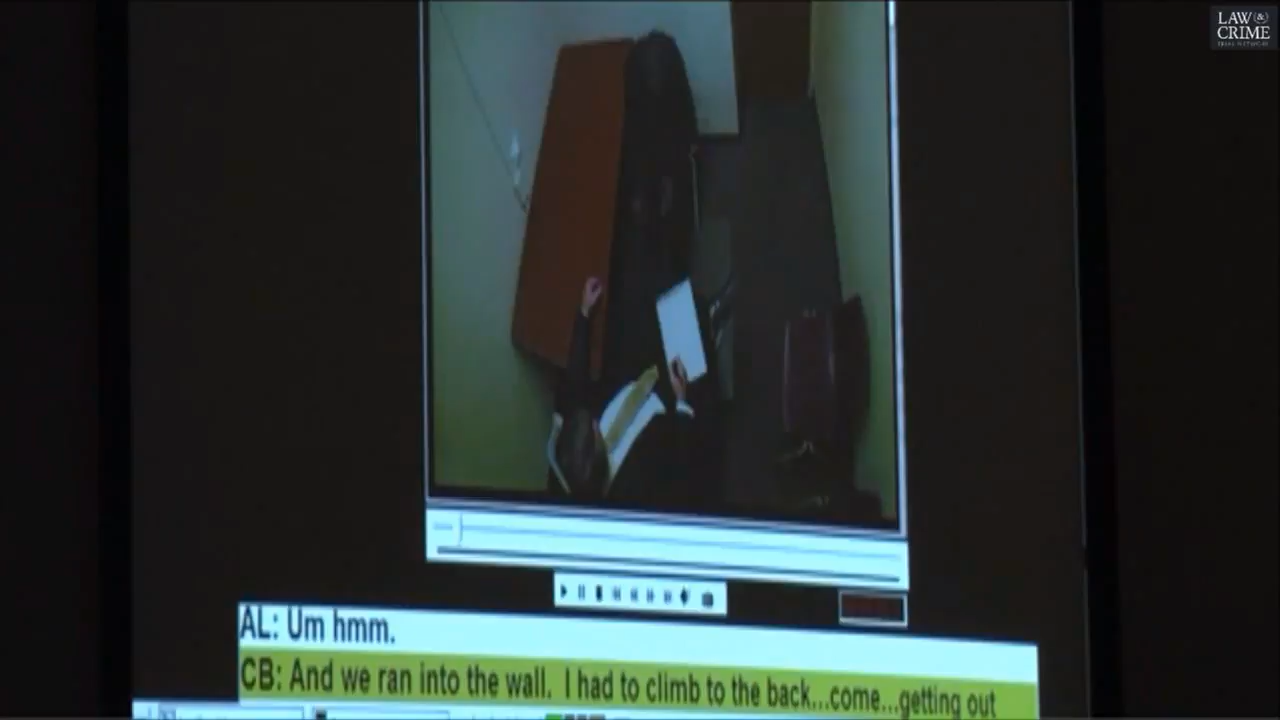 LAW&
CRIME
AL: Um hmm.
CB: And we ran into the wall. I had to climb to the back...come...getting out